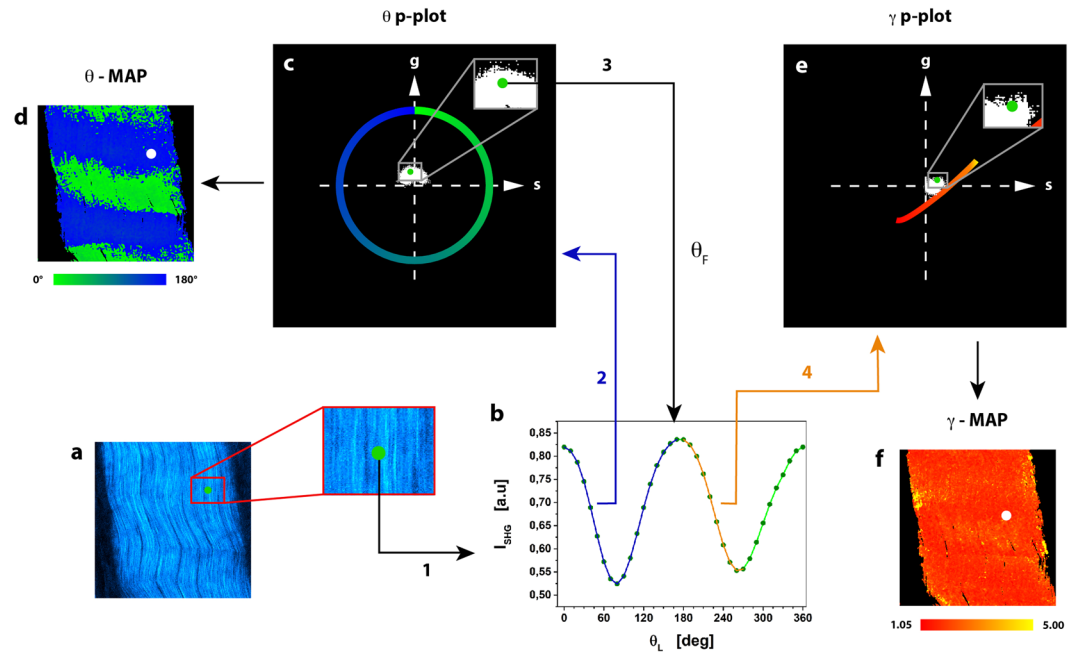 θ p-plot
γ p-plot
θ - MAP
c
g
3
e
g
d
s
s
0°
180°
θF
2
4
b
γ - MAP
a
f
0,85
0,80
0,75
0,70
0,65
0,60
0,55
0,50
ISHG [a.u]
1
0
60
120
180
240
300
360
θL [deg]
1.05
5.00